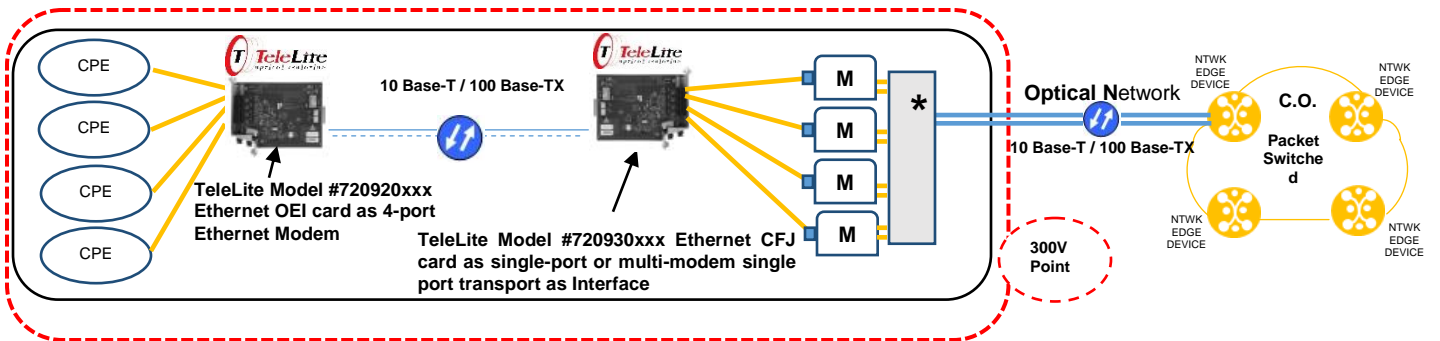 CPE
CPE
CPE
CPE
T TeleLite
TeleLite Model #720920xxx
Ethernet OEI card as 4-port
Ethernet Modem
10 Base-T / 100 Base-TX
T TeleLite
TeleLite Model #720930xxx Ethernet CFJ
card as single-port or multi-modem single
port transport as Interface
M
M
M
M
*
300V
Point
Optical Network
10 Base-T / 100 Base-TX
NTWK
EDGE
DEVICE
NTWK
EDGE
DEVICE
C.O.
Packet
Switche
d
NTWK
EDGE
DEVICE
NTWK
EDGE
DEVICE